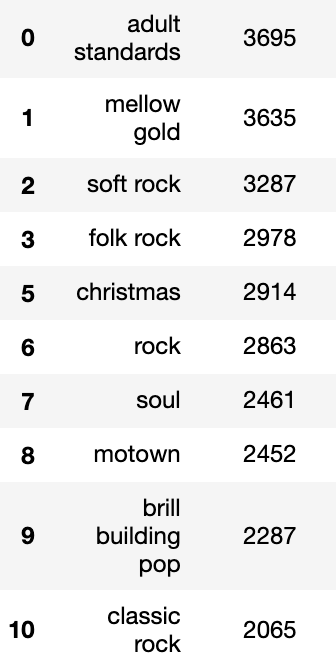 0 adult standards 3695
1 mellow gold 3635
2 soft rock 3287
3 folk rock 2978
5 christmas 2914
6 rock 2863
7 soul 2461
8 motown 2452
9 brill building pop 2287
10 classic rock 2065